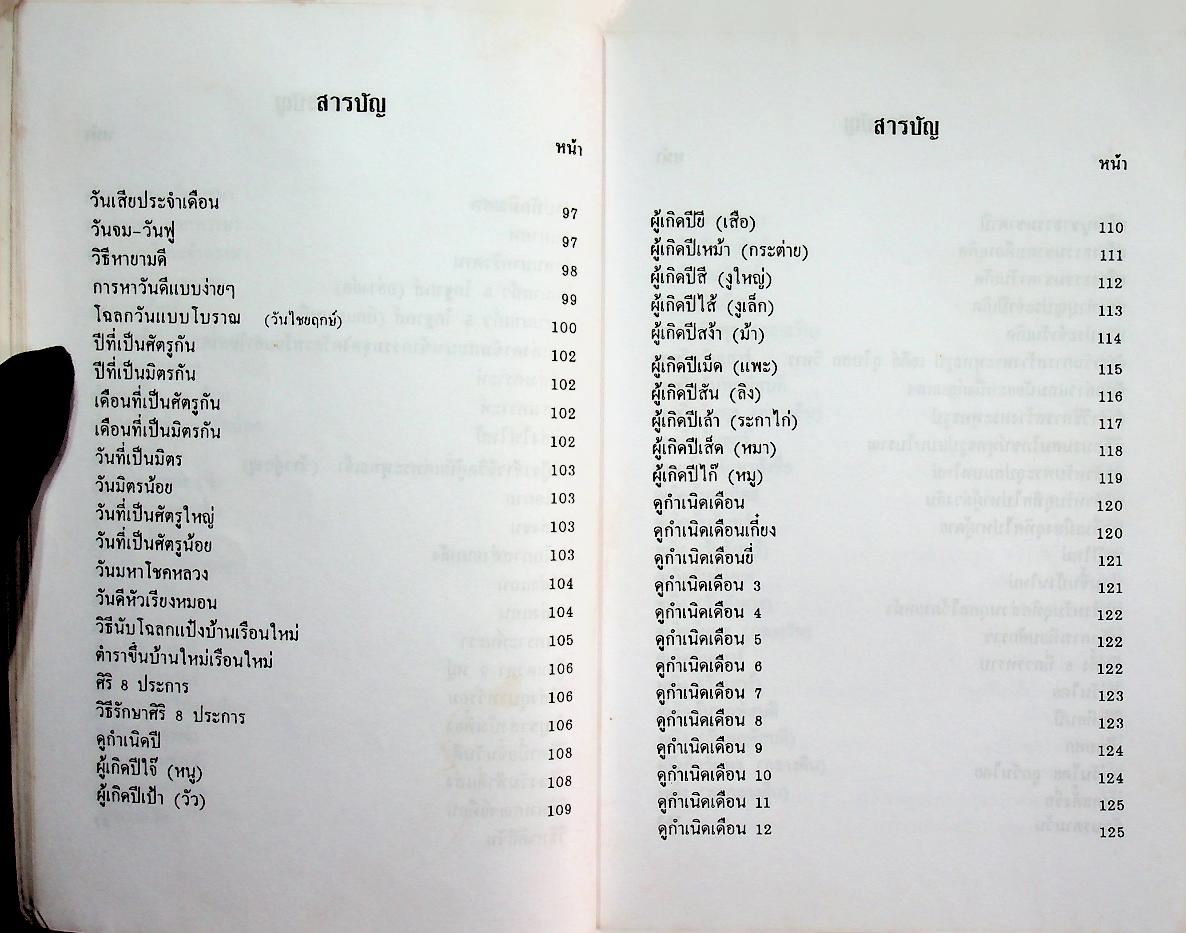 สารบัญ
หน้า
วันเสียประจำเดือน 97
วันจม-วันฟู 97
วิธีหายามดี 98
การหาวันดีแบบง่ายๆ 99
โฉลกวันแบบโบราณ (วันไชยฤกษ์) 100
ปีที่เป็นศัตรูกัน 102
ปีที่เป็นมิตรกัน 102
เดือนที่เป็นศัตรูกัน 102
เดือนที่เป็นมิตรกัน 102
วันที่เป็นมิตร 103
วันมิตรน้อย 103
วันที่เป็นศัตรูใหญ่ 103
วันที่เป็นศัตรูน้อย 103
วันมหาโชคหลวง 104
วันดีหัวเรียงหมอน 104
วิธีนับโฉลกแป้งบ้านเรือนใหม่ 105
ตำราขึ้นบ้านใหม่เรือนใหม่ 106
ศิริ 8 ประการ 106
วิธีรักษาศิริ 8 ประการ 106
ดูกำเนิดปี 108
ผู้เกิดปีใจ๊ (หนู) 108
ผู้เกิดปีเป้า (วัว) 109
สารบัญ
หน้า
ผู้เกิดปียี (เสือ) 110
ผู้เกิดปีเหม้า (กระต่าย) 111
ผู้เกิดปีสี (งูใหญ่) 112
ผู้เกิดปีไส้ (งูเล็ก) 113
ผู้เกิดปีสง้า (ม้า) 114
ผู้เกิดปีเม็ด (แพะ) 115
ผู้เกิดปีสัน (ลิง) 116
ผู้เกิดปีเล้า (ระกาไก่) 117
ผู้เกิดปีเส็ด (หมา) 118
ผู้เกิดปีไก๊ (หมู) 119
ดูกำเนิดเดือน 120
ดูกำเนิดเดือนเกี๋ยง 120
ดูกำเนิดเดือนยี่ 121
ดูกำเนิดเดือน 3 121
ดูกำเนิดเดือน 4 122
ดูกำเนิดเดือน 5 122
ดูกำเนิดเดือน 6 122
ดูกำเนิดเดือน 7 123
ดูกำเนิดเดือน 8 123
ดูกำเนิดเดือน 9 124
ดูกำเนิดเดือน 10 124
ดูกำเนิดเดือน 11 125
ดูกำเนิดเดือน 12 125